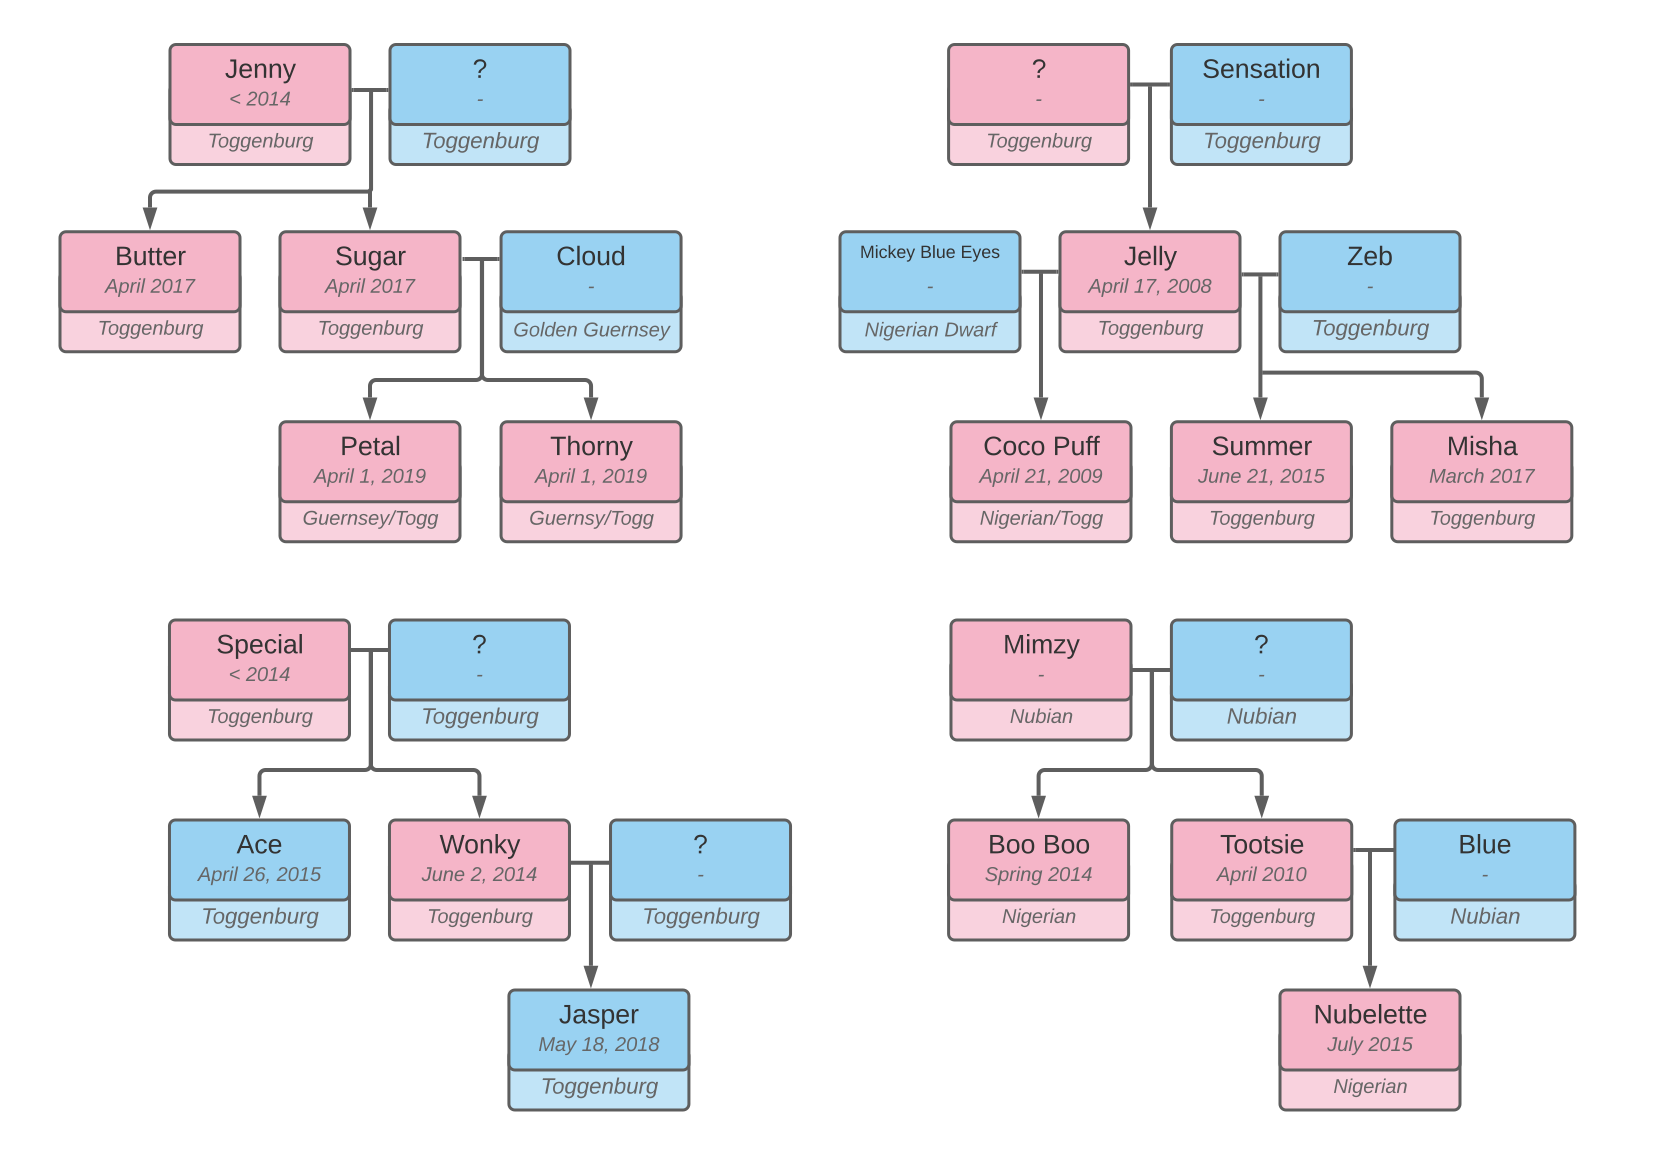 Jenny
< 2014
Toggenburg
?
-
Toggenburg
Butter
April 2017
Toggenburg
Sugar
April 2017
Toggenburg
Cloud
-
Golden Guernsey
Petal
April 1, 2019
Guernsey/Togg
Thorny
April 1, 2019
Guernsy/Togg
?
-
Toggenburg
Sensation
-
Toggenburg
Mickey Blue Eyes
-
Nigerian Dwarf
Jelly
April 17, 2008
Toggenburg
Zeb
-
Toggenburg
Coco Puff
April 21, 2009
Nigerian/Togg
Summer
June 21, 2015
Toggenburg
Misha
March 2017
Toggenburg
Special
< 2014
Toggenburg
?
-
Toggenburg
Ace
April 26, 2015
Toggenburg
Wonky
June 2, 2014
Toggenburg
?
-
Toggenburg
Jasper
May 18, 2018
Toggenburg
Mimzy
-
Nubian
?
-
Nubian
Boo Boo
Spring 2014
Nigerian
Tootsie
April 2010
Toggenburg
Blue
-
Nubian
Nubelette
July 2015
Nigerian